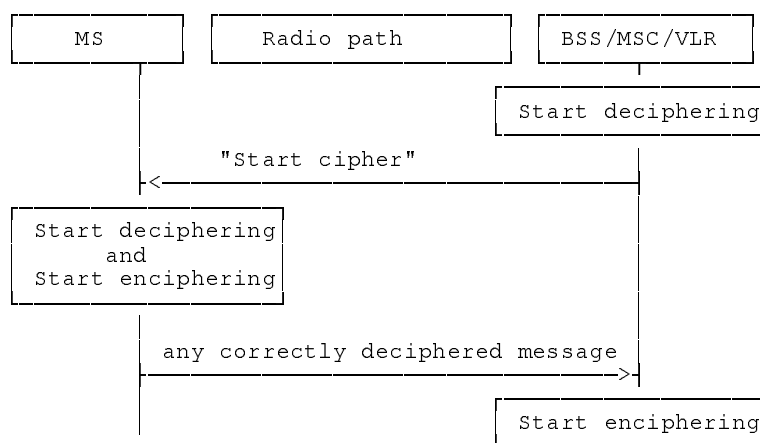 MS Radio path BSS/MSC/VLR
Start deciphering
"Start cipher"
Start deciphering
and
Start enciphering
any correctly deciphered message
Start enciphering